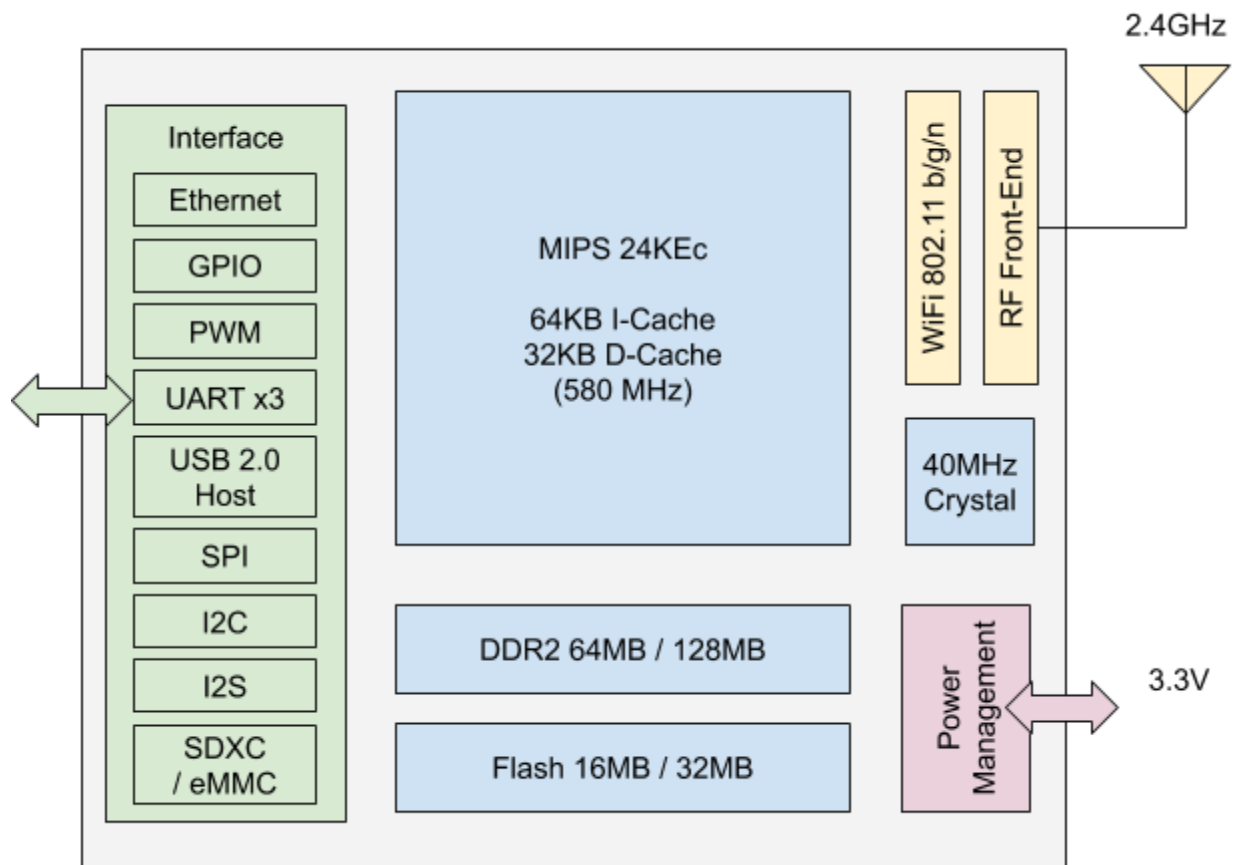 2.4GHz
Interface
Ethernet
GPIO
PWM
UART x3
USB 2.0
Host
SPI
I2C
I2S
SDXC
/ eMMC
MIPS 24KEc
64KB I-Cache
32KB D-Cache
(580 MHz)
DDR2 64MB / 128MB
Flash 16MB / 32MB
WiFi 802.11 b/g/n
RF Front-End
40MHz
Crystal
Power
Management
3.3V